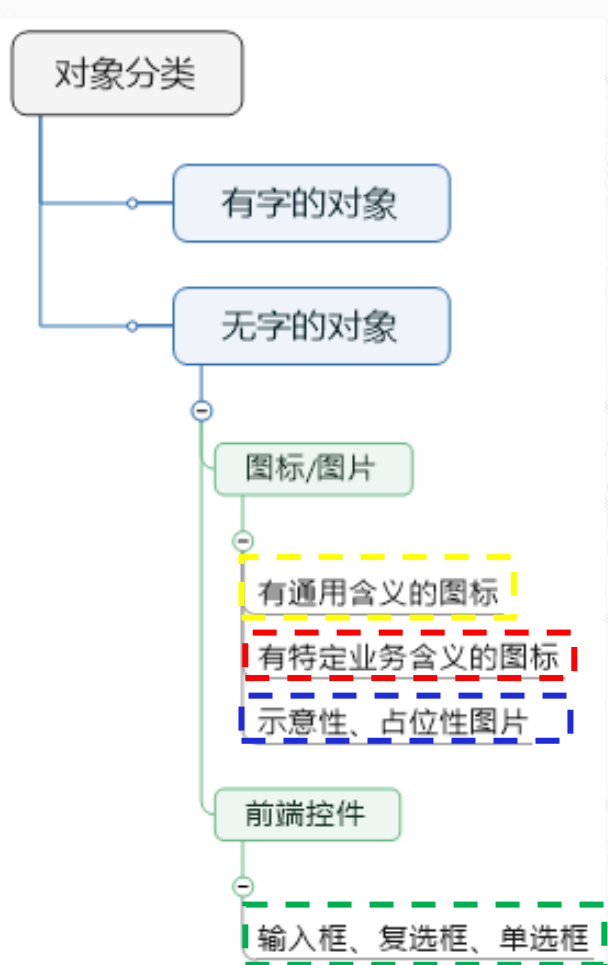 对象分类
有字的对象
无字的对象
图标/图片
有通用含义的图标
有特定业务含义的图标
示意性、占位性图片
前端控件
输入框、复选框、单选框